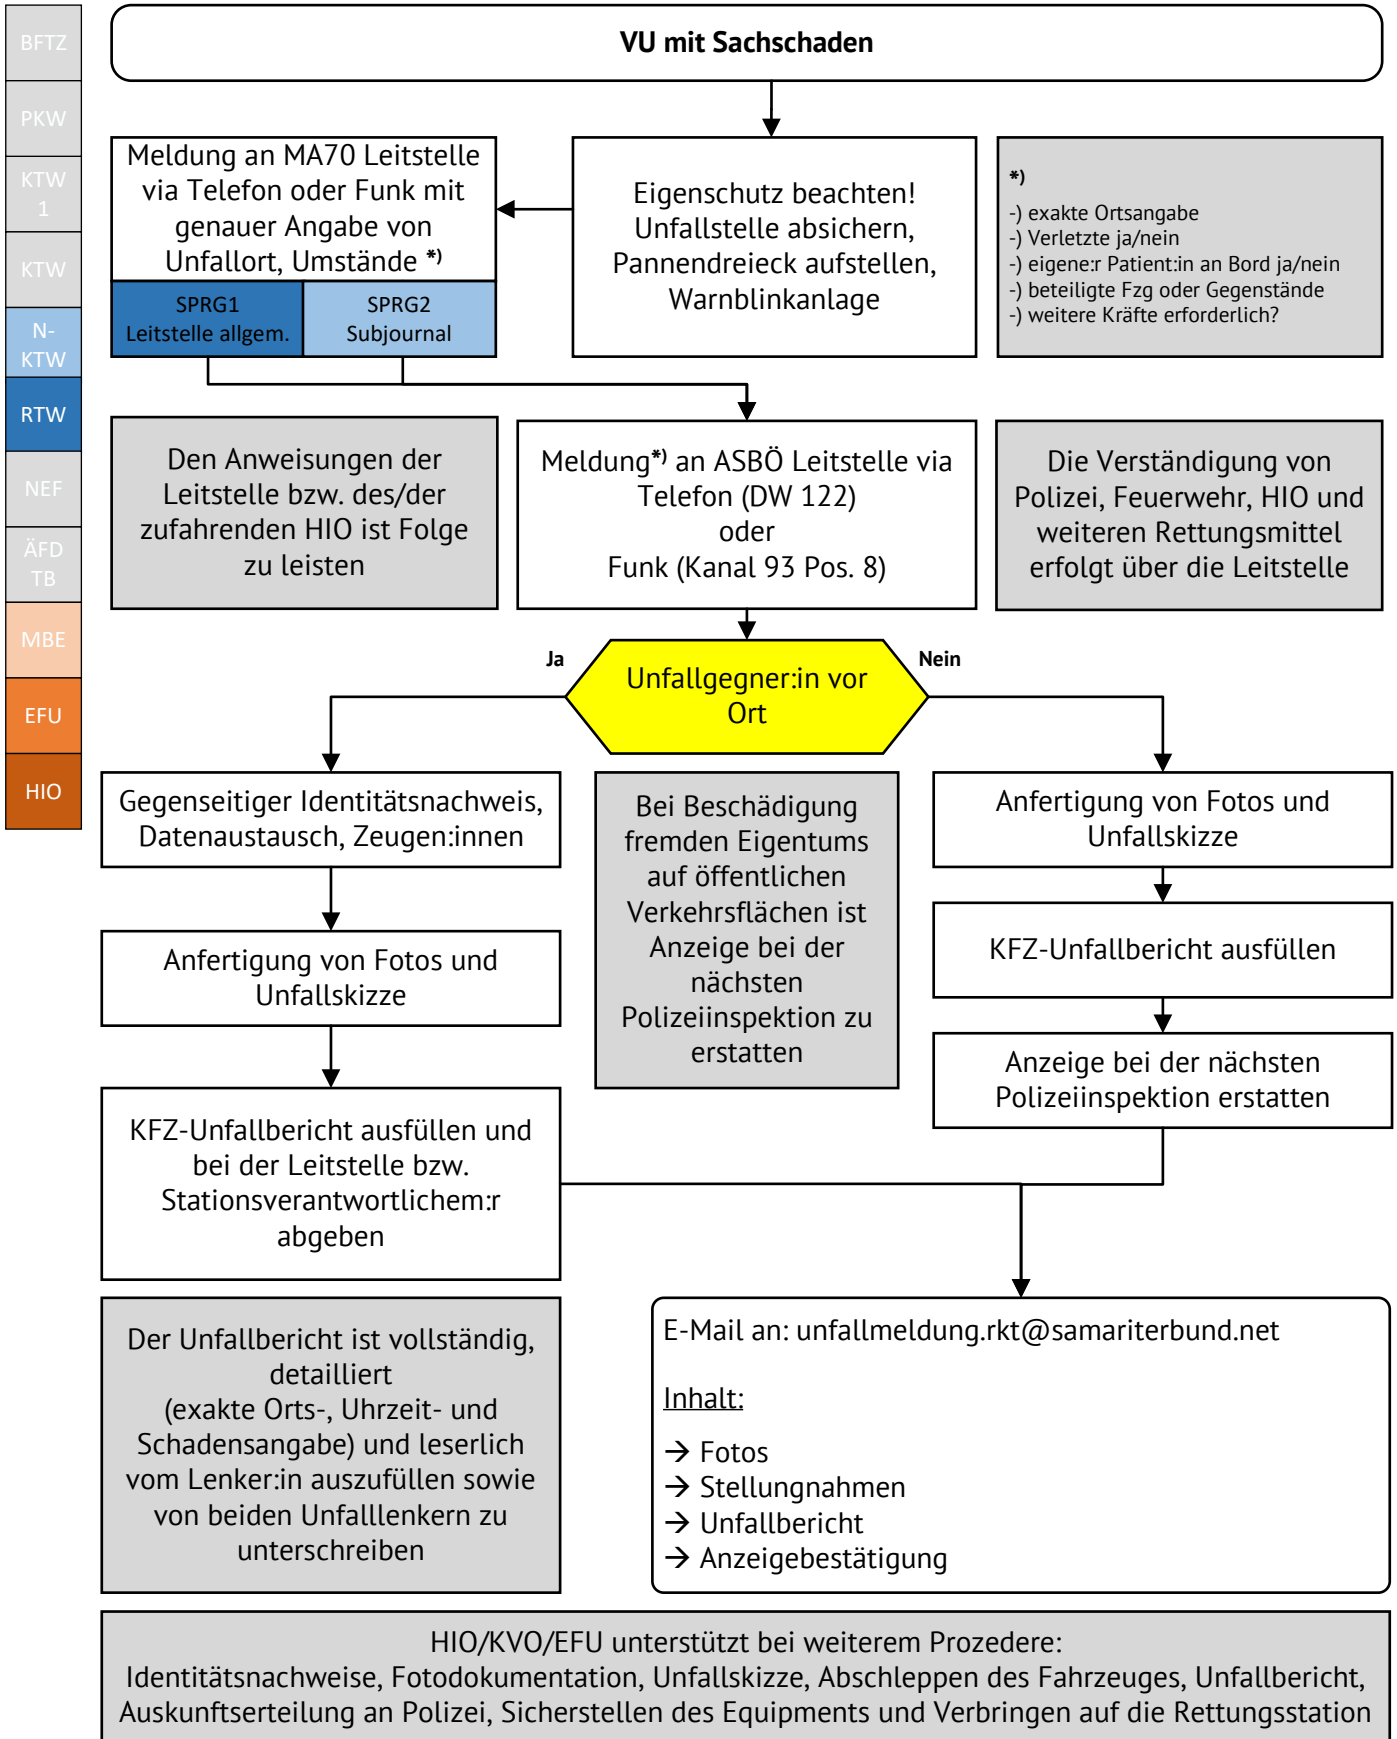 BFTZ
PKW
KTW
1
KTW
N-
KTW
RTW
NEF
ÄFD
TB
MBE
EFU
HIO
VU mit Sachschaden
Meldung an MA70 Leitstelle
via Telefon oder Funk mit
genauer Angabe von
Unfallort, Umstände *)
SPRG1
Leitstelle allgem.
SPRG2
Subjournal
Eigenschutz beachten!
Unfallstelle absichern,
Pannendreieck aufstellen,
Warnblinkanlage
*)
-) exakte Ortsangabe
-) Verletzte ja/nein
-) eigene:r Patient:in an Bord ja/nein
-) beteiligte Fzg oder Gegenstände
-) weitere Kräfte erforderlich?
Den Anweisungen der
Leitstelle bzw. des/der
zufahrenden HIO ist Folge
zu leisten
Meldung*) an ASBÖ Leitstelle via
Telefon (DW 122)
oder
Funk (Kanal 93 Pos. 8)
Die Verständigung von
Polizei, Feuerwehr, HIO und
weiteren Rettungsmittel
erfolgt über die Leitstelle
Ja
Unfallgegner:in vor
Ort
Nein
Gegenseitiger Identitätsnachweis,
Datenaustausch, Zeugen:innen
Anfertigung von Fotos und
Unfallskizze
KFZ-Unfallbericht ausfüllen und
bei der Leitstelle bzw.
Stationsverantwortlichem:r
abgeben
Bei Beschädigung
fremden Eigentums
auf öffentlichen
Verkehrsflächen ist
Anzeige bei der
nächsten
Polizeiinspektion zu
erstatten
Anfertigung von Fotos und
Unfallskizze
KFZ-Unfallbericht ausfüllen
Anzeige bei der nächsten
Polizeiinspektion erstatten
Der Unfallbericht ist vollständig,
detailliert
(exakte Orts-, Uhrzeit- und
Schadensangabe) und leserlich
vom Lenker:in auszufüllen sowie
von beiden Unfalllenkern zu
unterschreiben
E-Mail an: unfallmeldung.rkt@samariterbund.net
Inhalt:
→ Fotos
→ Stellungnahmen
→ Unfallbericht
→ Anzeigebestätigung
HIO/KVO/EFU unterstützt bei weiterem Prozedere:
Identitätsnachweise, Fotodokumentation, Unfallskizze, Abschleppen des Fahrzeuges, Unfallbericht,
Auskunftserteilung an Polizei, Sicherstellen des Equipments und Verbringen auf die Rettungsstation